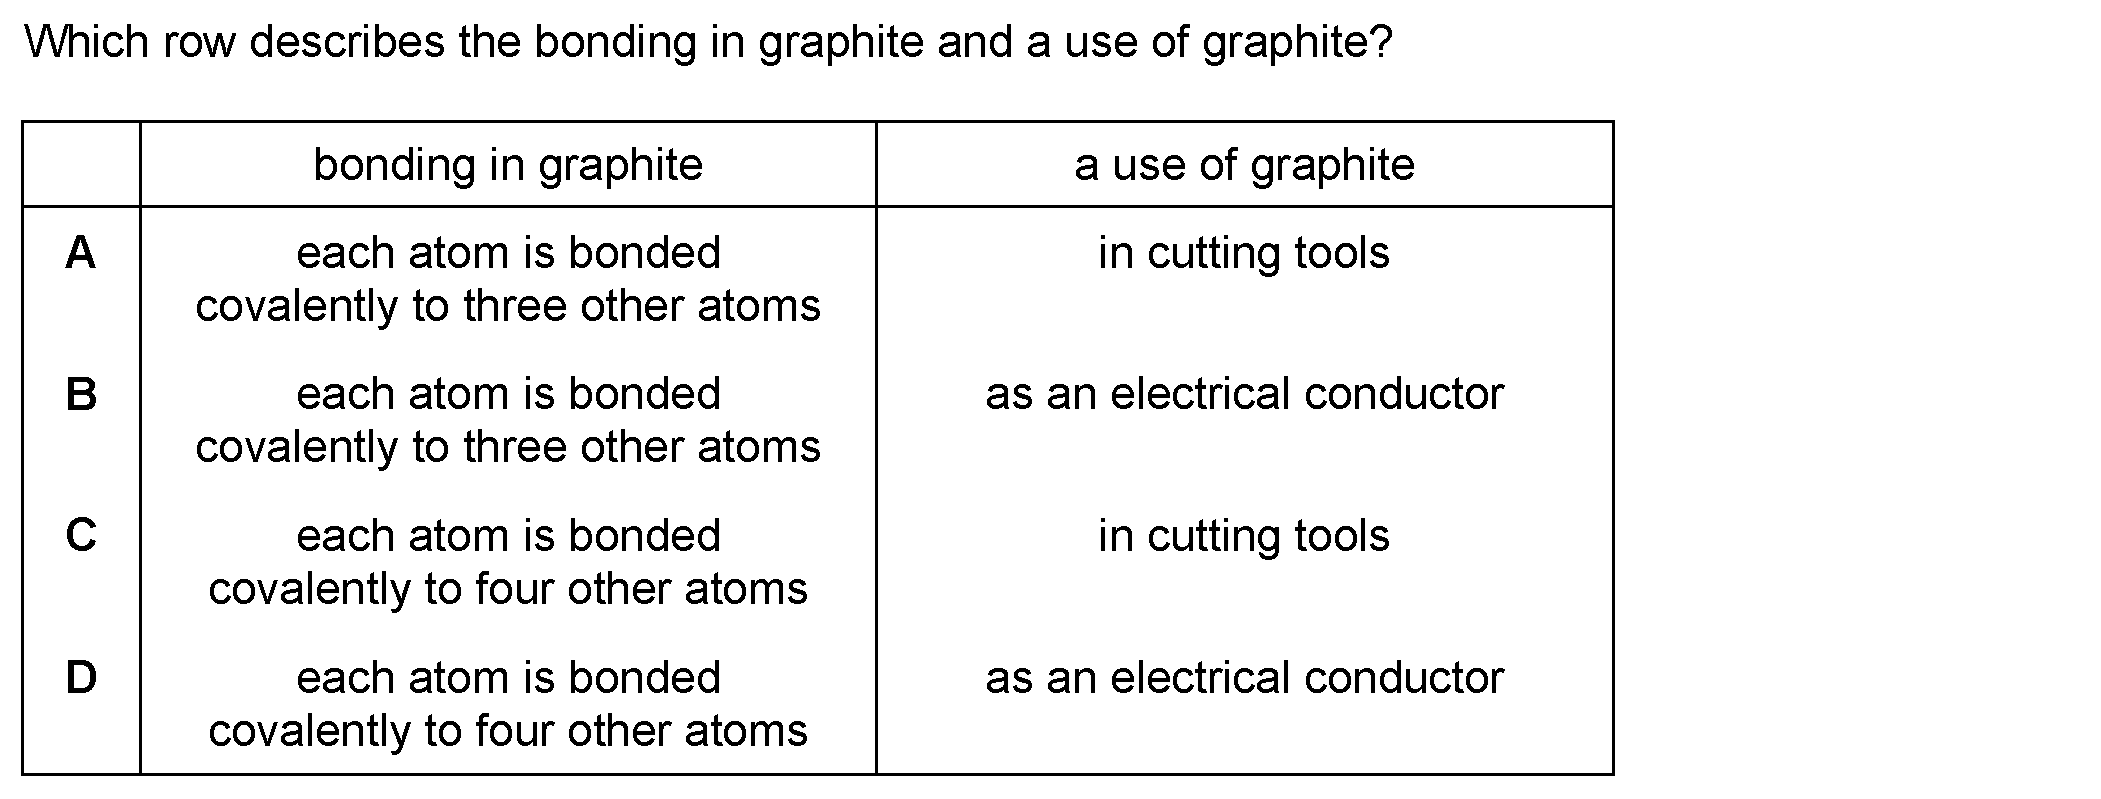 Which row describes the bonding in graphite and a use of graphite?
bonding in graphite a use of graphite
A each atom is bonded in cutting tools
covalently to three other atoms
B each atom is bonded as an electrical conductor
covalently to three other atoms
C each atom is bonded in cutting tools
covalently to four other atoms
D each atom is bonded as an electrical conductor
covalently to four other atoms